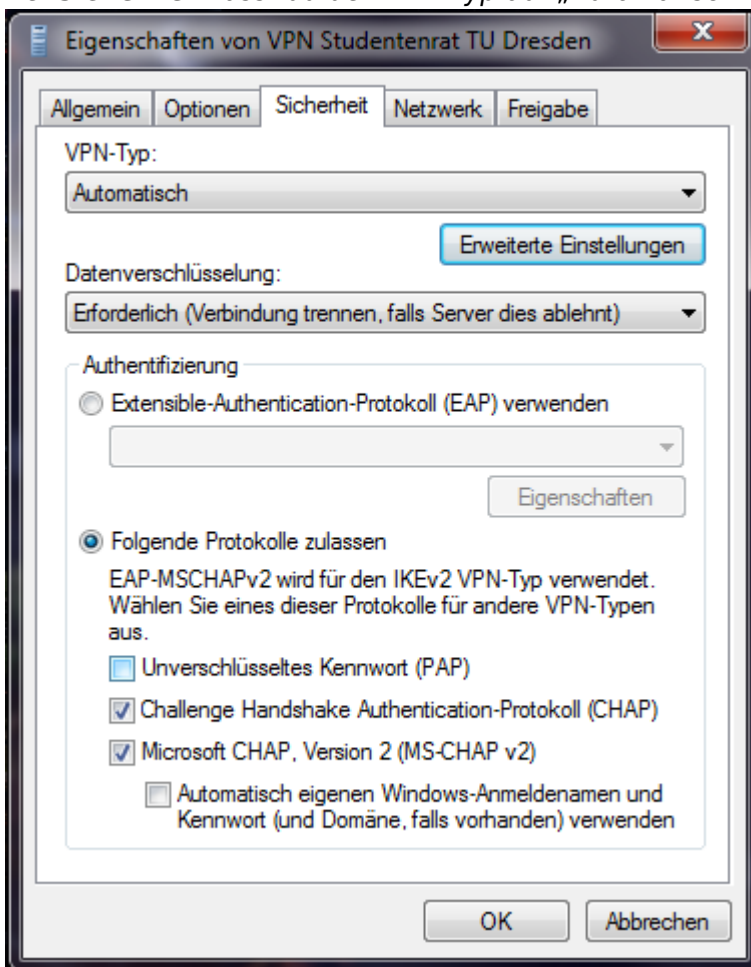 Eigenschaften von VPN Studentenrat TU Dresden
Allgemein Optionen Sicherheit Netzwerk Freigabe
VPN-Typ:
Automatisch
Erweiterte Einstellungen
Datenverschlüsselung:
Erforderlich (Verbindung trennen, falls Server dies ablehnt)
Authentifizierung
Extensible-Authentication-Protokoll (EAP) verwenden
Eigenschaften
Folgende Protokolle zulassen
EAP-MSCHAPv2 wird für den IKEv2 VPN-Typ verwendet.
Wählen Sie eines dieser Protokolle für andere VPN-Typen
aus.
Unverschlüsseltes Kennwort (PAP)
Challenge Handshake Authentication-Protokoll (CHAP)
Microsoft CHAP, Version 2 (MS-CHAP v2)
Automatisch eigenen Windows-Anmeldenamen und
Kennwort (und Domäne, falls vorhanden) verwenden
OK Abbrechen